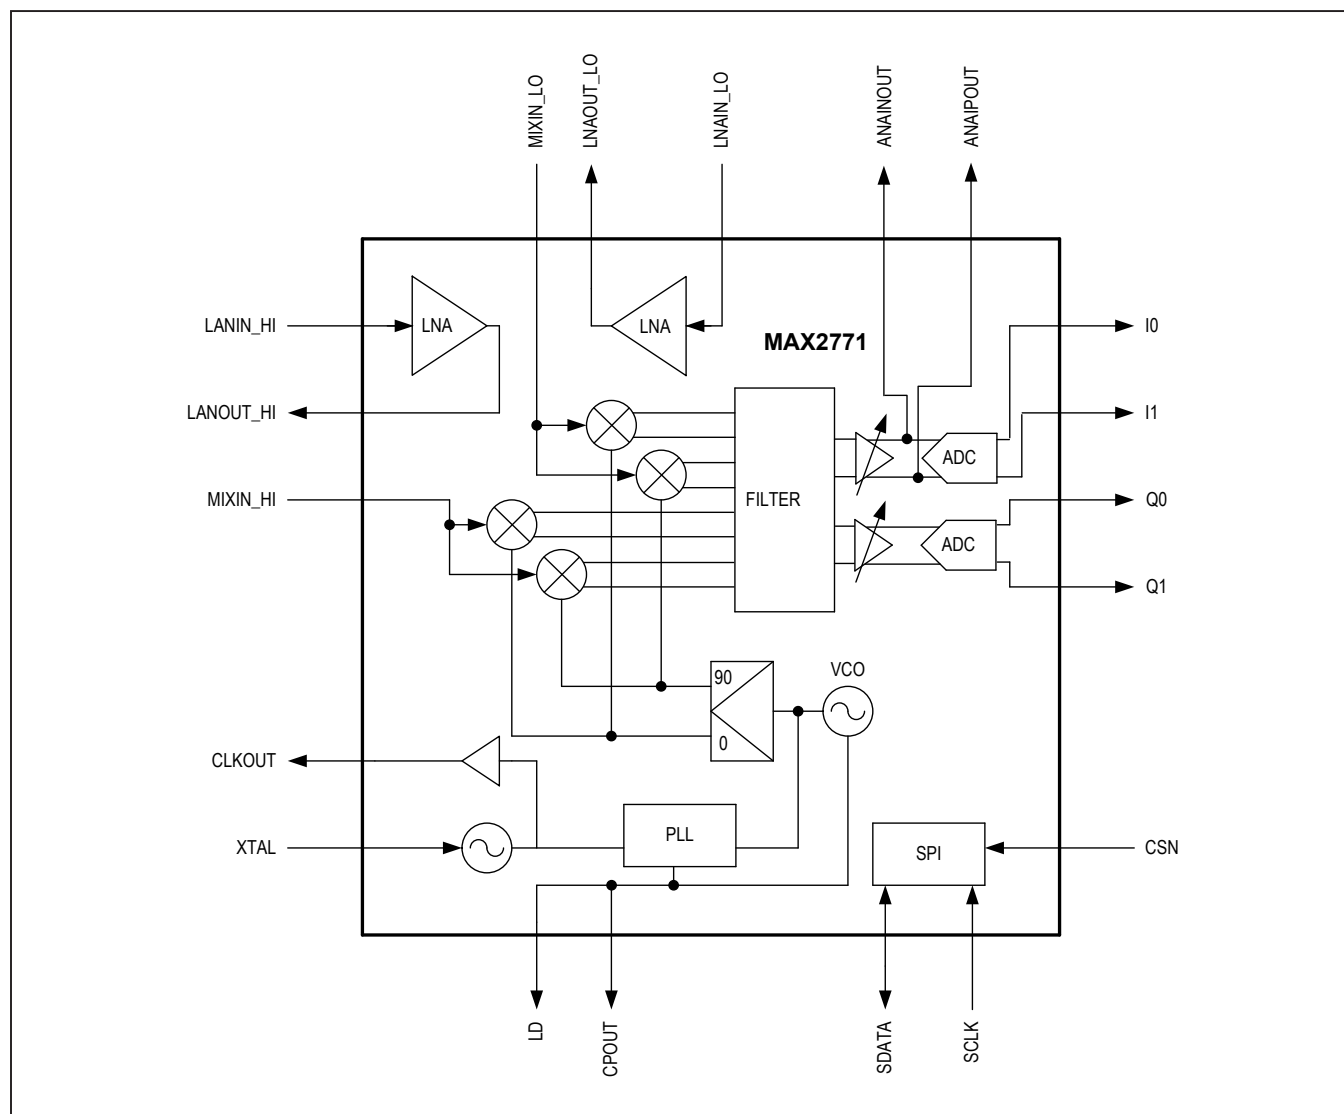 MIXIN_LO
LNAOUT_LO
LNAIN_LO
ANAINOUT
ANAIPOUT
LANIN_HI
LNA
LNA
MAX2771
I0
LANOUT_HI
I1
ADC
MIXIN_HI
FILTER
Q0
ADC
Q1
90
VCO
0
CLKOUT
XTAL
PLL
SPI
CSN
LD
CPOUT
SDATA
SCLK